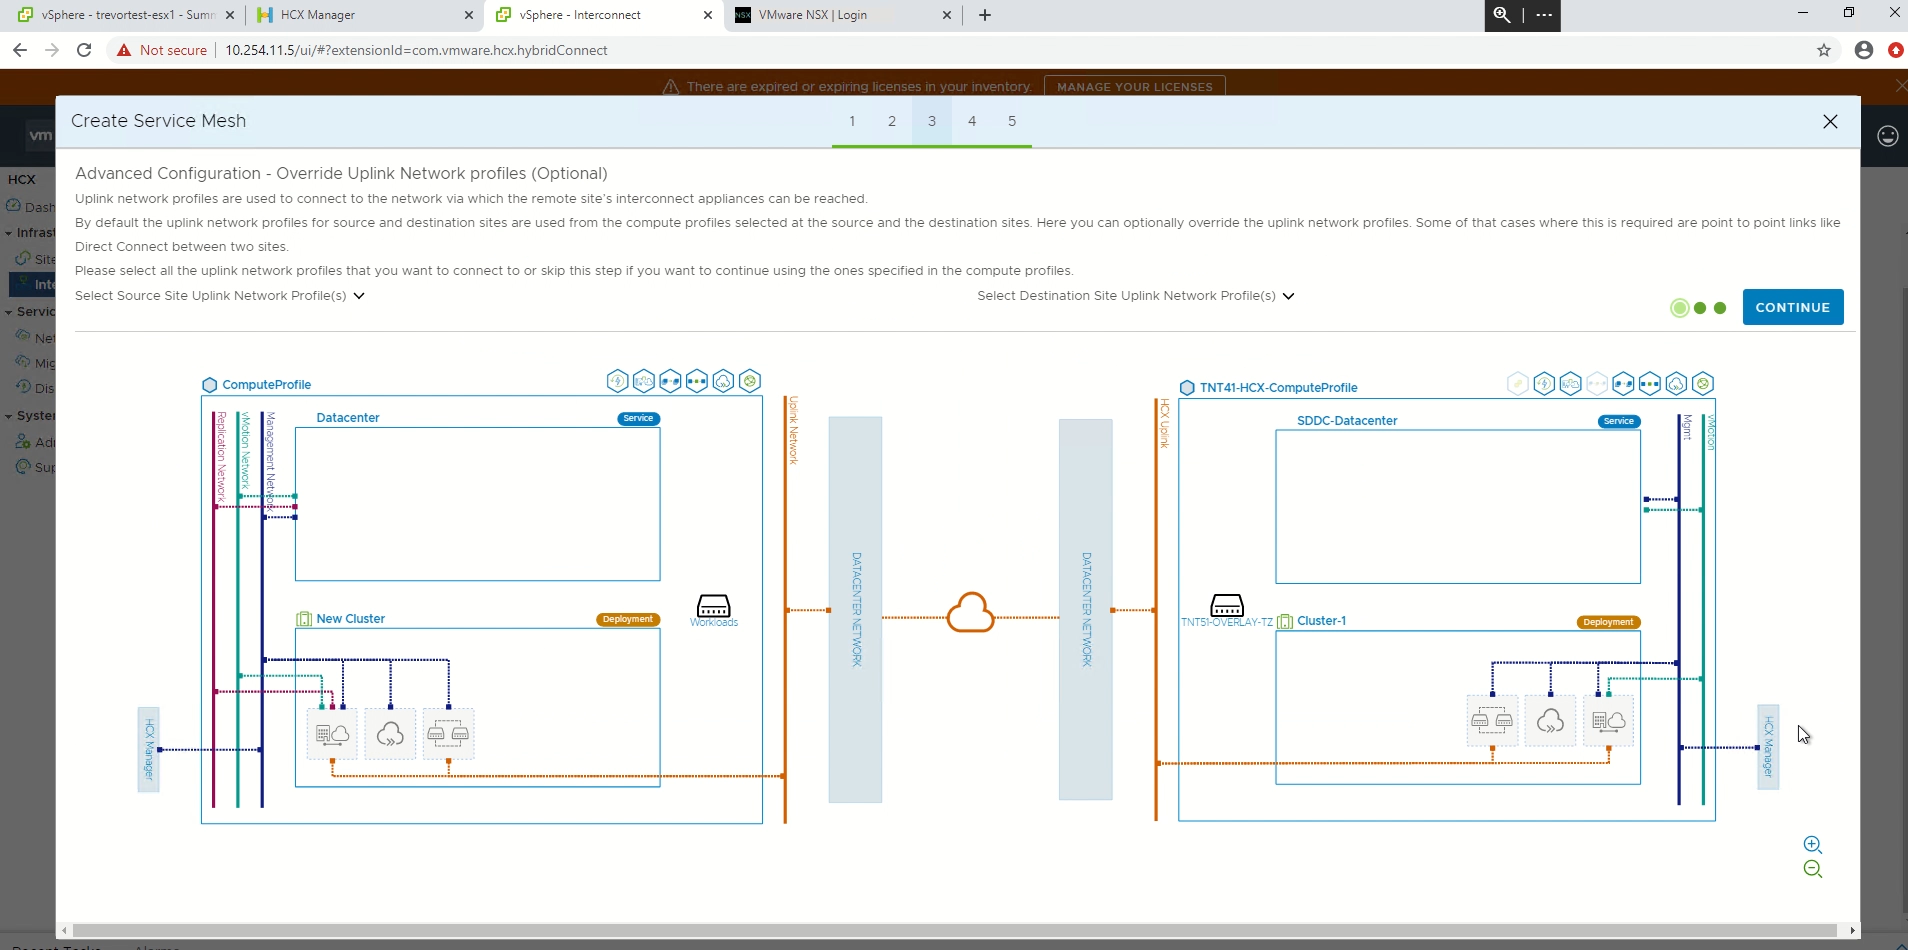 vSphere - trevortest-esx1 - Sumn
HCX Manager
vSphere - Interconnect
NSX
VMware NSX | Login
Not secure
10.254.11.5/ui/#?extensionId=com.vmware.hcx.hybridConnect
There are expired or expiring licenses in your inventory.
MANAGE YOUR LICENSES
vm
Create Service Mesh
1 2 3 4 5
HCX
Dash
Infrast
Site
Inte
Servic
Net
Mig
Dis
System
Adm
Sup
Advanced Configuration - Override Uplink Network profiles (Optional)
Uplink network profiles are used to connect to the network via which the remote site's interconnect appliances can be reached.
By default the uplink network profiles for source and destination sites are used from the compute profiles selected at the source and the destination sites. Here you can optionally override the uplink network profiles. Some of that cases where this is required are point to point links like
Direct Connect between two sites.
Please select all the uplink network profiles that you want to connect to or skip this step if you want to continue using the ones specified in the compute profiles.
Select Source Site Uplink Network Profile(s)
Select Destination Site Uplink Network Profile(s)
CONTINUE
ComputeProfile
Replication Network
vMotion Network
Management Network
Datacenter
Service
New Cluster
Deployment
Workloads
HCX Manager
Uplink Network
DATACENTER NETWORK
DATACENTER NETWORK
HCX Uplink
TNT41-HCX-ComputeProfile
SDDC-Datacenter
Service
Mgmt
vMotion
TNT51-OVERLAY-TZ
Cluster-1
Deployment
HCX Manager
Recent Tasks
Alarms